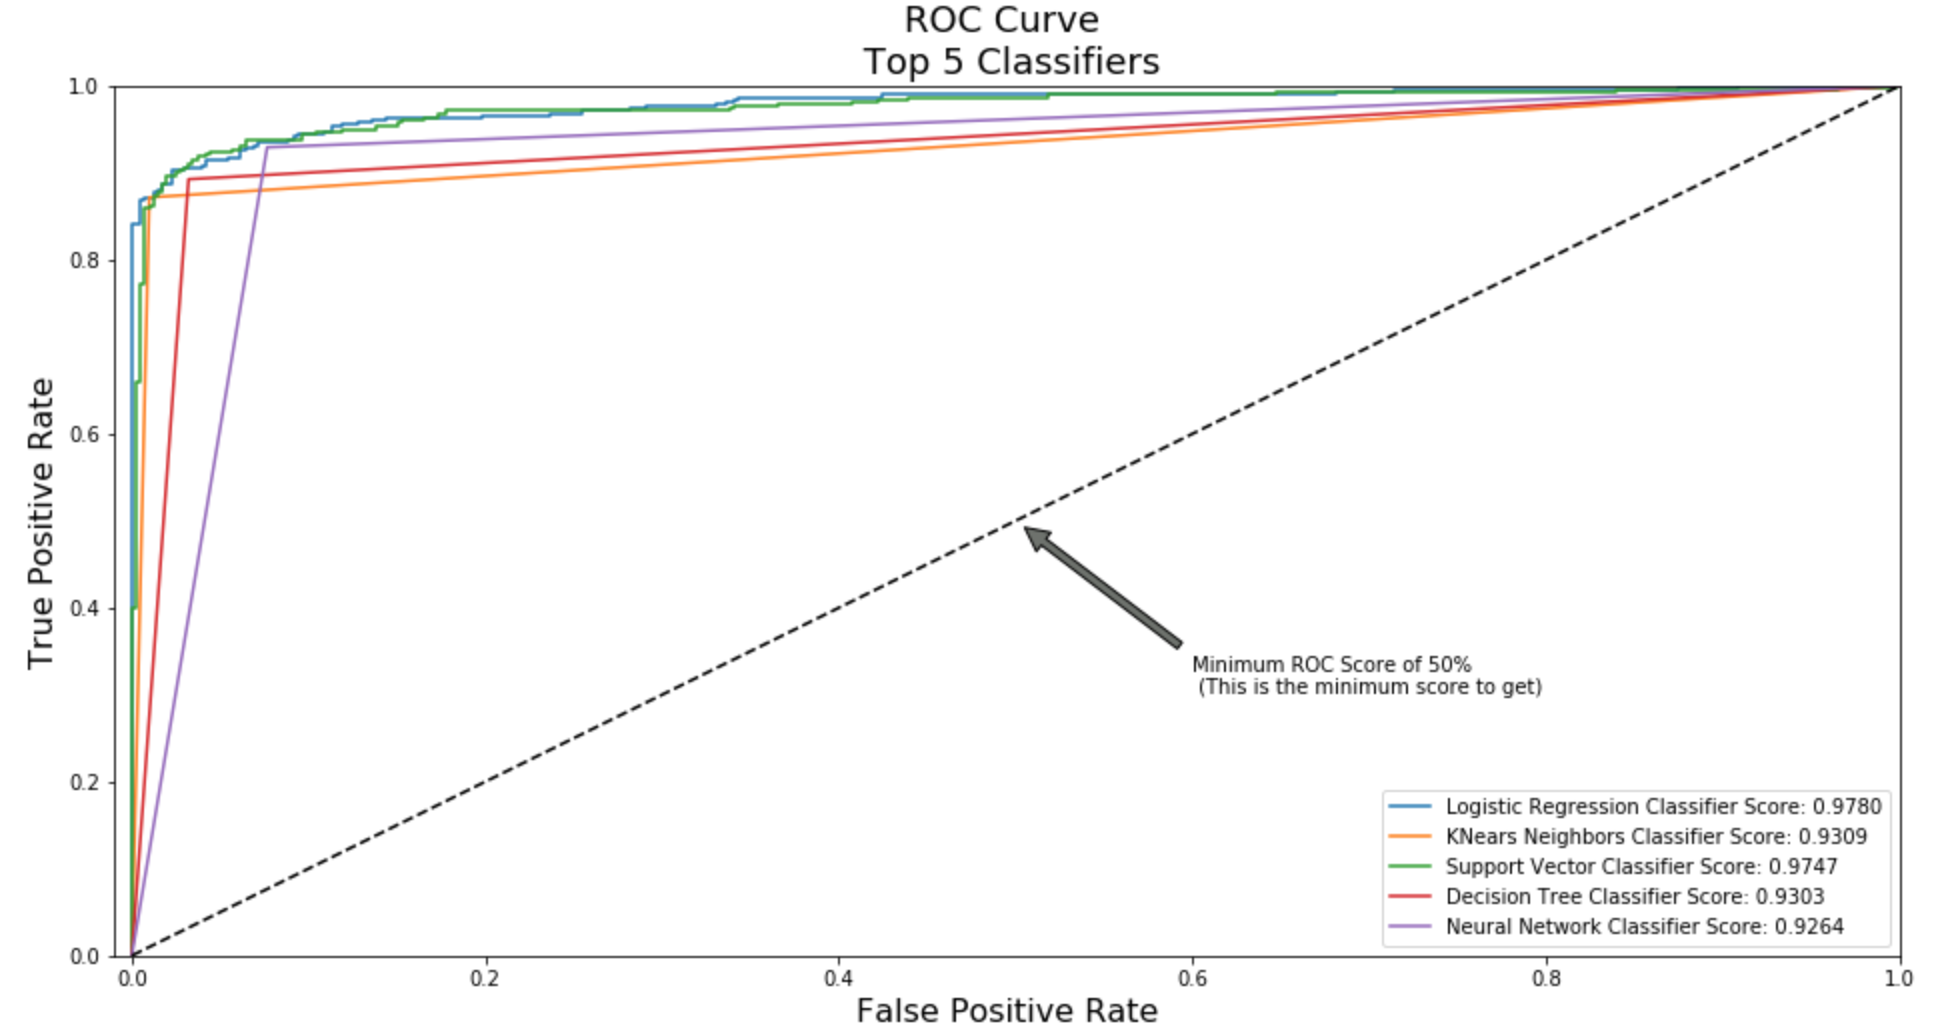 ROC Curve
Top 5 Classifiers
True Positive Rate
1.0
0.8
0.6
0.4
0.2
0.0
Minimum ROC Score of 50%
(This is the minimum score to get)
Logistic Regression Classifier Score: 0.9780
KNears Neighbors Classifier Score: 0.9309
Support Vector Classifier Score: 0.9747
Decision Tree Classifier Score: 0.9303
Neural Network Classifier Score: 0.9264
0.0 0.2 0.4 0.6 0.8 1.0
False Positive Rate